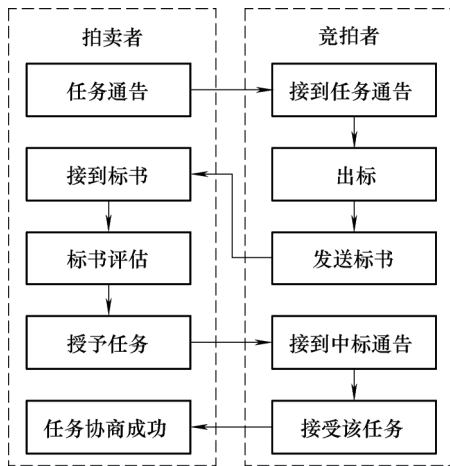 拍卖者
竞拍者
任务通告
接到任务通告
接到标书
出标
标书评估
发送标书
授予任务
接到中标通告
任务协商成功
接受该任务